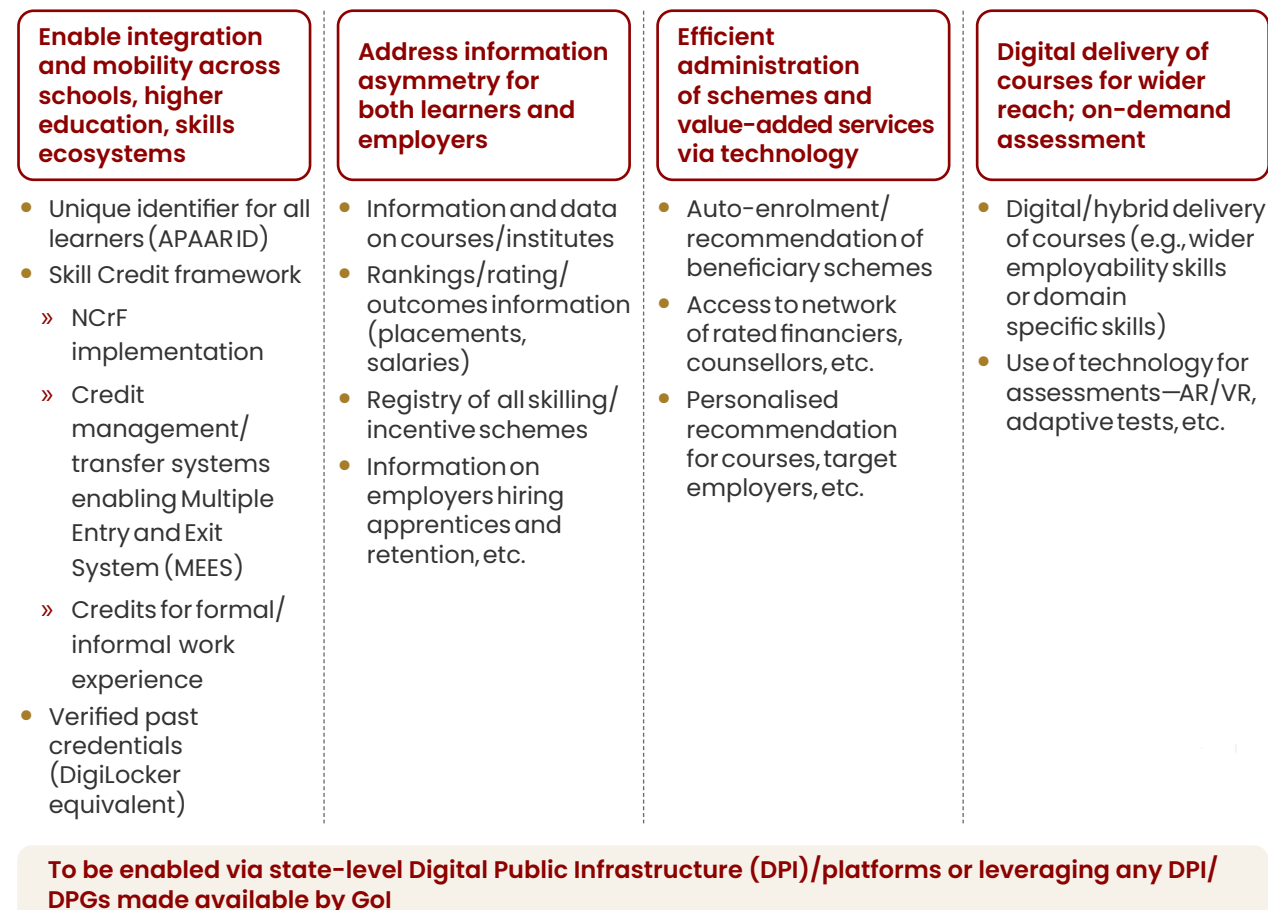 Enable integration
and mobility across
schools, higher
education, skills
ecosystems
• Unique identifier for all
learners (APAAR ID)
• Skill Credit framework
» NCrF
implementation
» Credit
management/
transfer systems
enabling Multiple
Entry and Exit
System (MEES)
» Credits for formal/
informal work
experience
• Verified past
credentials
(DigiLocker
equivalent)
Address information
asymmetry for
both learners and
employers
• Information and data
on courses/institutes
• Rankings/rating/
outcomes information
(placements,
salaries)
• Registry of all skilling/
incentive schemes
• Information on
employers hiring
apprentices and
retention, etc.
Efficient
administration
of schemes and
value-added services
via technology
• Auto-enrolment/
recommendation of
beneficiary schemes
• Access to network
of rated financiers,
counsellors, etc.
• Personalised
recommendation
for courses, target
employers, etc.
Digital delivery of
courses for wider
reach; on-demand
assessment
• Digital/hybrid delivery
of courses (e.g., wider
employability skills
or domain
specific skills)
• Use of technology for
assessments—AR/VR,
adaptive tests, etc.
To be enabled via state-level Digital Public Infrastructure (DPI)/platforms or leveraging any DPI/
DPGs made available by GoI